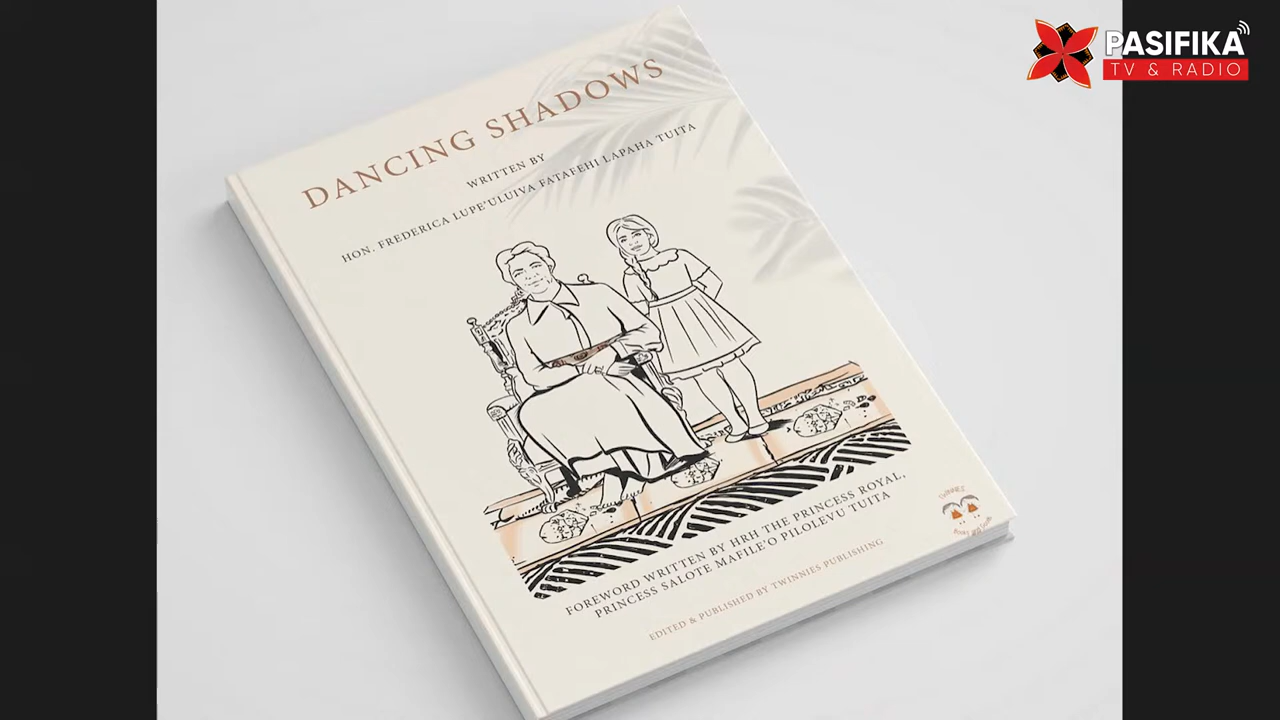 PASIFIKA
TV & RADIO
DANCING SHADOWS
WRITTEN BY
HON. FREDERICA LUPE'ULUIVA FATAFEHI LAPAHA TUITA
FOREWORD WRITTEN BY HRH THE PRINCESS ROYAL,
PRINCESS SALOTE MAFILE'O PILOLEVU TUITA
EDITED & PUBLISHED BY TWINNIES PUBLISHING
TWINNIES